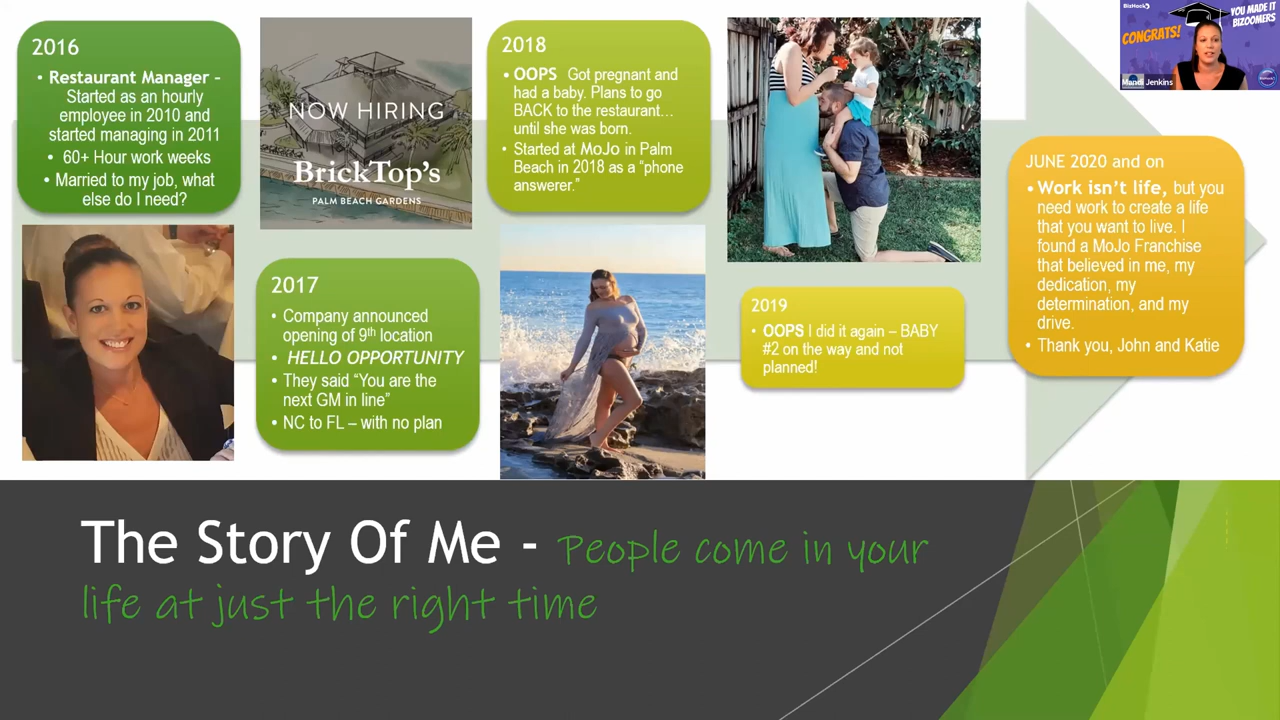 2016
• Restaurant Manager –
Started as an hourly
employee in 2010 and
started managing in 2011
• 60+ Hour work weeks
• Married to my job, what
else do I need?
NOW HIRING
BrickTop's
PALM BEACH GARDENS
2017
• Company announced
opening of 9th location
• HELLO OPPORTUNITY
• They said “You are the
next GM in line”
• NC to FL – with no plan
2018
• OOPS Got pregnant and
had a baby. Plans to go
BACK to the restaurant…
until she was born.
• Started at MoJo in Palm
Beach in 2018 as a “phone
answerer.”
2019
• OOPS I did it again – BABY
#2 on the way and not
planned!
JUNE 2020 and on
• Work isn’t life, but you
need work to create a life
that you want to live. I
found a MoJo Franchise
that believed in me, my
dedication, my
determination, and my
drive.
• Thank you, John and Katie
BizHack
CONGRATS!
YOU MADE IT
BIZOOMERS
Mandi Jenkins
The Story Of Me - People come in your
life at just the right time